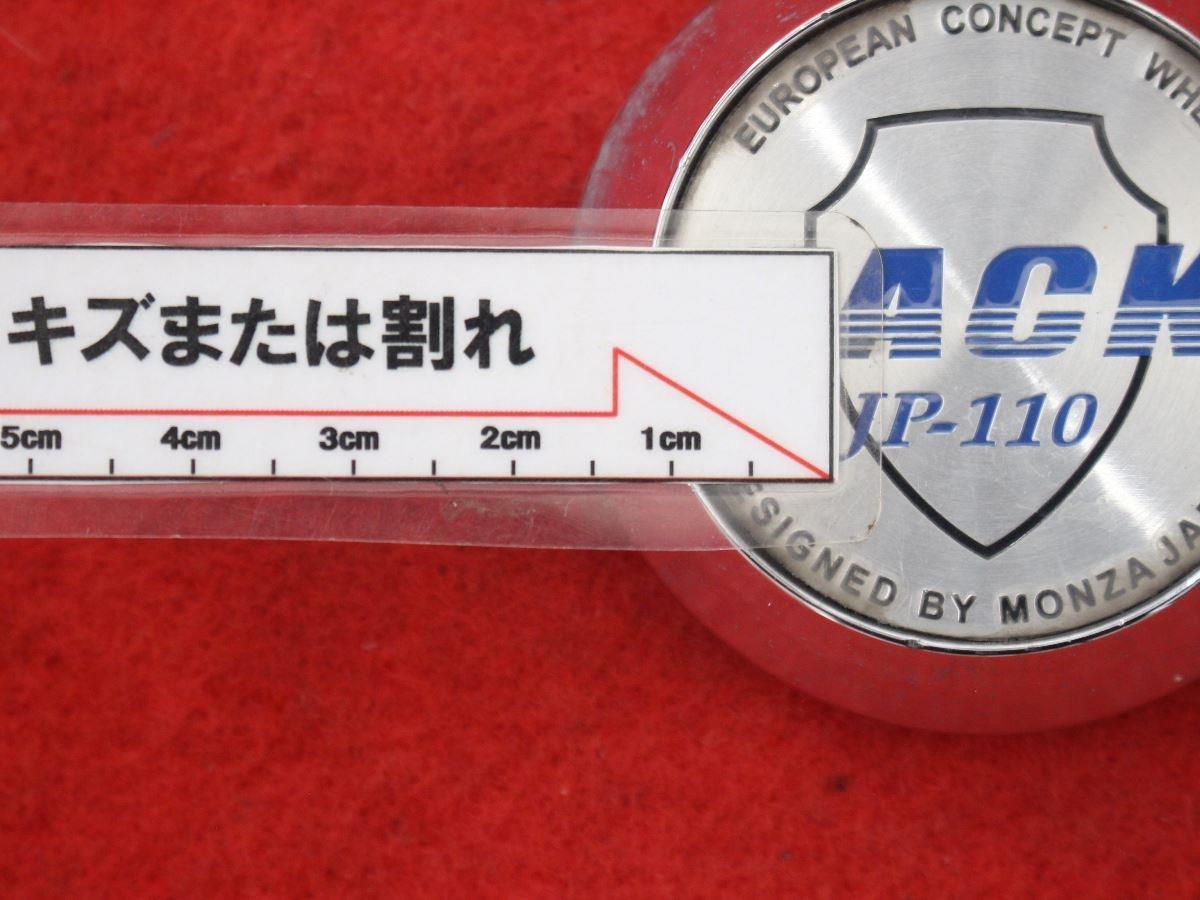 EUROPEAN CONCEPT WHE
キズまたは割れ
5cm 4cm 3cm 2cm 1cm
ACK
JP-110
ESIGNED BY MONZA JA